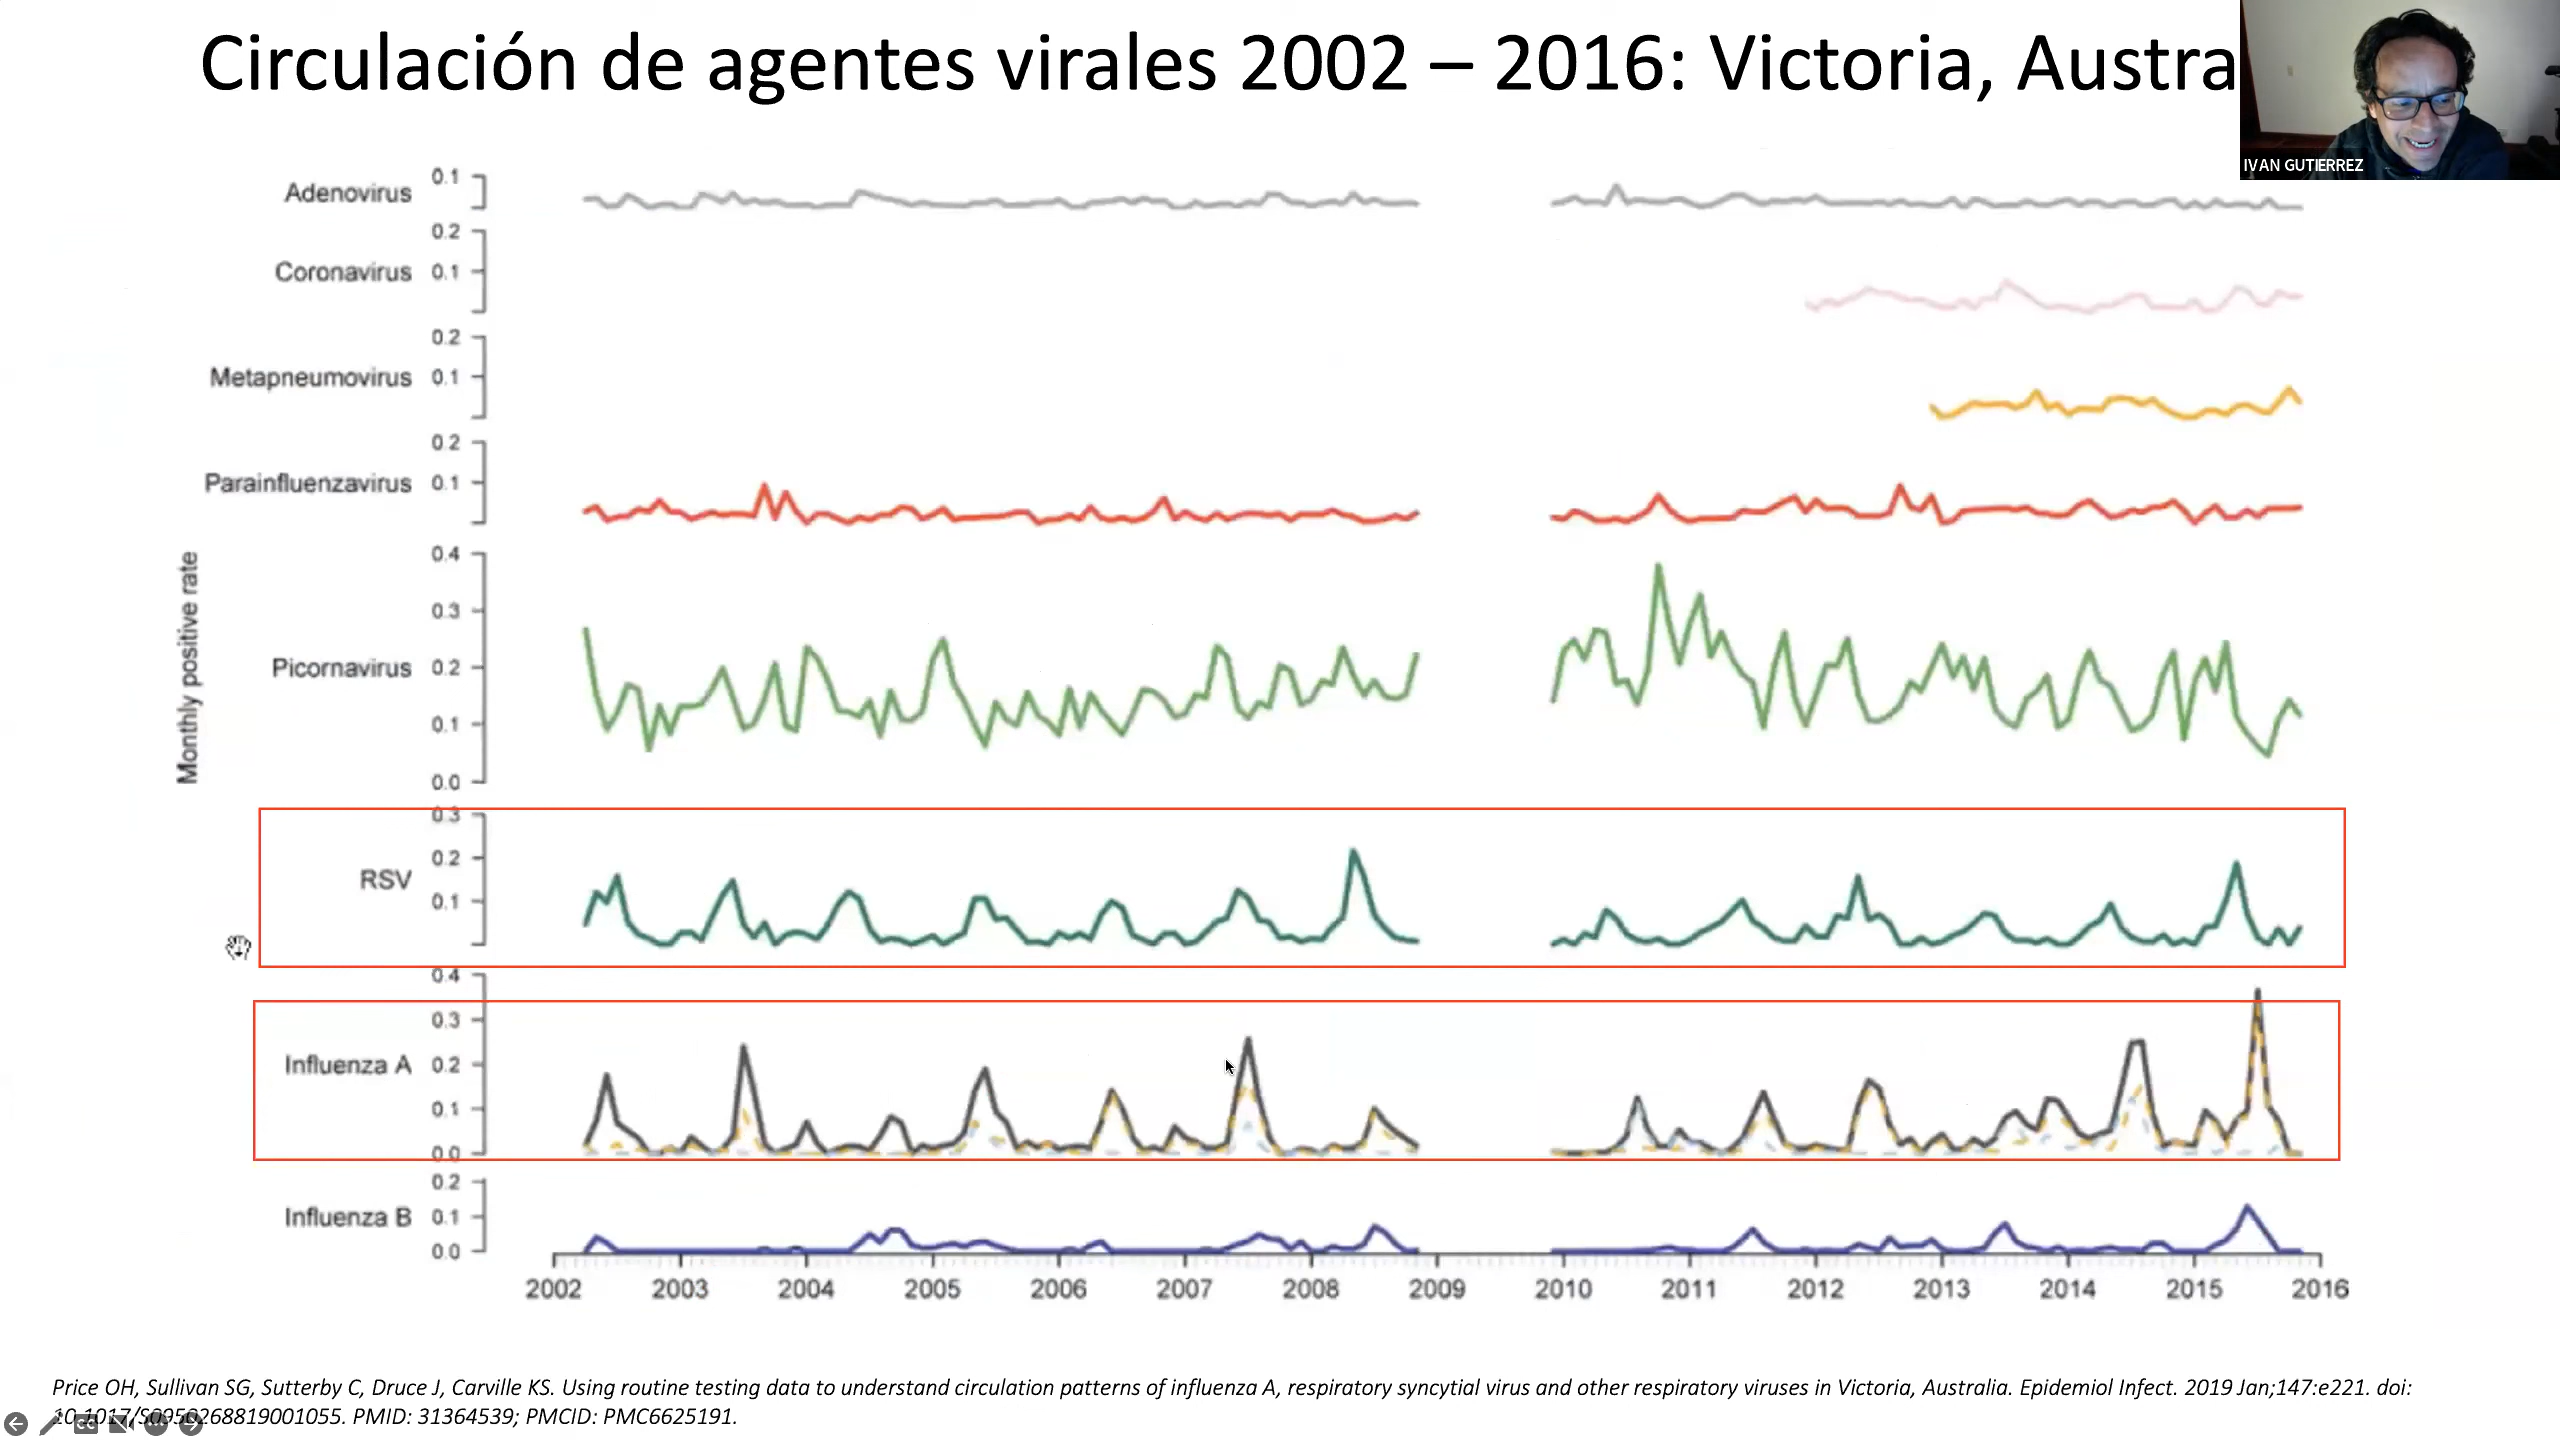 Circulación de agentes virales 2002 – 2016: Victoria, Austra
IVAN GUTIERREZ
Monthly positive rate
Adenovirus
0.1
Coronavirus
0.2
0.1
Metapneumovirus
0.2
0.1
Parainfluenzavirus
0.2
0.1
Picornavirus
0.4
0.3
0.2
0.1
0.0
RSV
0.3
0.2
0.1
Influenza A
0.4
0.3
0.2
0.1
0.0
Influenza B
0.2
0.1
0.0
2002 2003 2004 2005 2006 2007 2008 2009 2010 2011 2012 2013 2014 2015 2016
Price OH, Sullivan SG, Sutterby C, Druce J, Carville KS. Using routine testing data to understand circulation patterns of influenza A, respiratory syncytial virus and other respiratory viruses in Victoria, Australia. Epidemiol Infect. 2019 Jan;147:e221. doi:
10.1017/S0950268819001055. PMID: 31364539; PMCID: PMC6625191.
CC